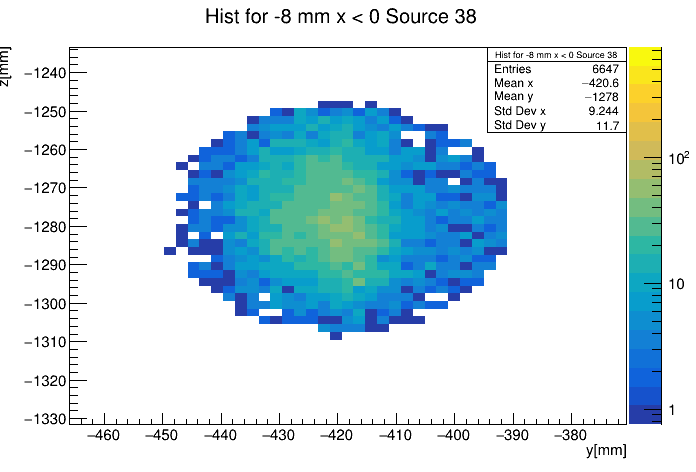 Hist for -8 mm x < 0 Source 38
z[mm]
Hist for -8 mm x < 0 Source 38
Entries 6647
Mean x −420.6
Mean y −1278
Std Dev x 9.244
Std Dev y 11.7
−1240
−1250
−1260
−1270
−1280
−1290
−1300
−1310
−1320
−1330
10²
10
1
−460 −450 −440 −430 −420 −410 −400 −390 −380
y[mm]